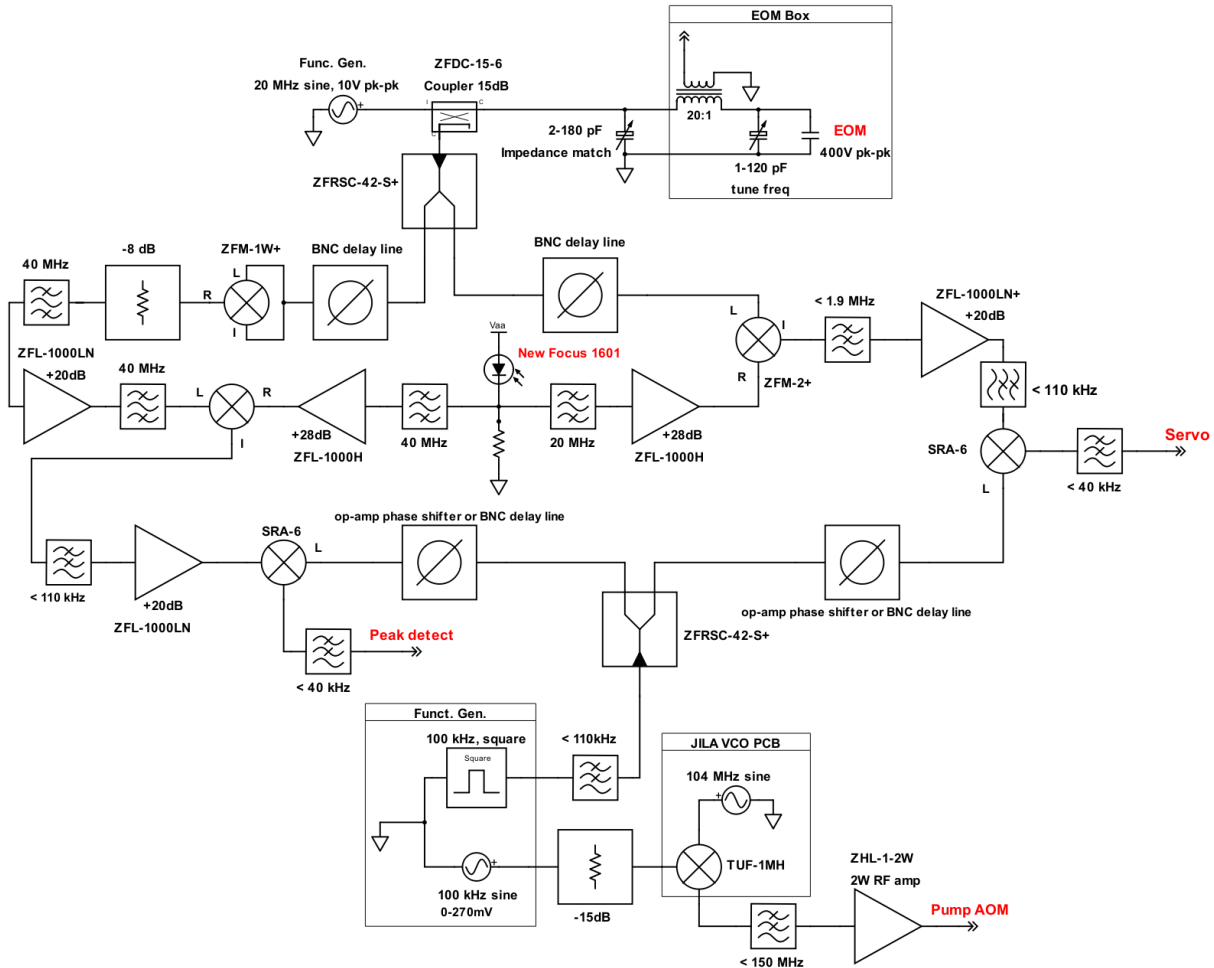 EOM Box
Func. Gen.
20 MHz sine, 10V pk-pk
+
ZFDC-15-6
Coupler 15dB
I
C
C
20:1
2-180 pF
Impedance match
EOM
400V pk-pk
1-120 pF
tune freq
ZFRSC-42-S+
40 MHz
-8 dB
ZFM-1W+
L
R
I
BNC delay line
BNC delay line
L
I
R
ZFM-2+
< 1.9 MHz
ZFL-1000LN+
+20dB
< 110 kHz
ZFL-1000LN
+20dB
40 MHz
L
R
I
+28dB
ZFL-1000H
40 MHz
Vaa
New Focus 1601
20 MHz
+28dB
ZFL-1000H
SRA-6
L
Servo
< 40 kHz
< 110 kHz
+20dB
ZFL-1000LN
SRA-6
L
op-amp phase shifter or BNC delay line
op-amp phase shifter or BNC delay line
Peak detect
< 40 kHz
ZFRSC-42-S+
Funct. Gen.
100 kHz, square
Square
< 110kHz
+
100 kHz sine
0-270mV
-15dB
JILA VCO PCB
104 MHz sine
+
TUF-1MH
< 150 MHz
ZHL-1-2W
2W RF amp
Pump AOM